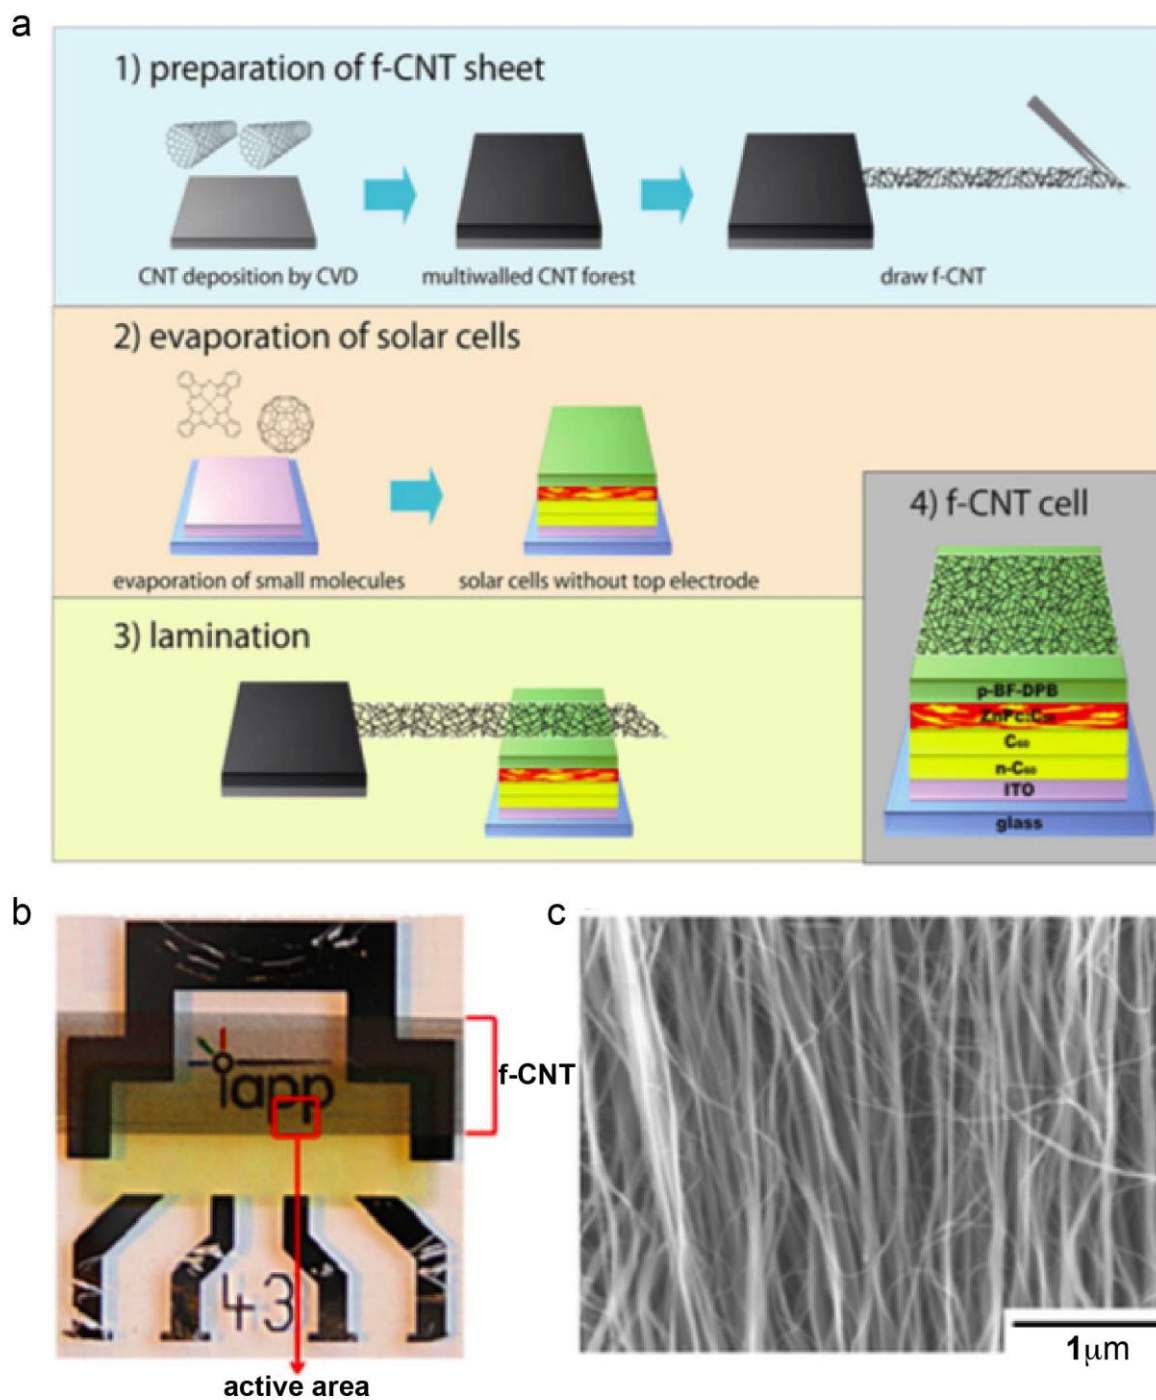 a
1) preparation of f-CNT sheet
CNT deposition by CVD
multiwalled CNT forest
draw f-CNT
2) evaporation of solar cells
evaporation of small molecules
solar cells without top electrode
3) lamination
4) f-CNT cell
p-BF-DPB
ZnPc:C₆₀
C₆₀
n-C₆₀
ITO
glass
b
iapp
f-CNT
43
active area
c
1μm